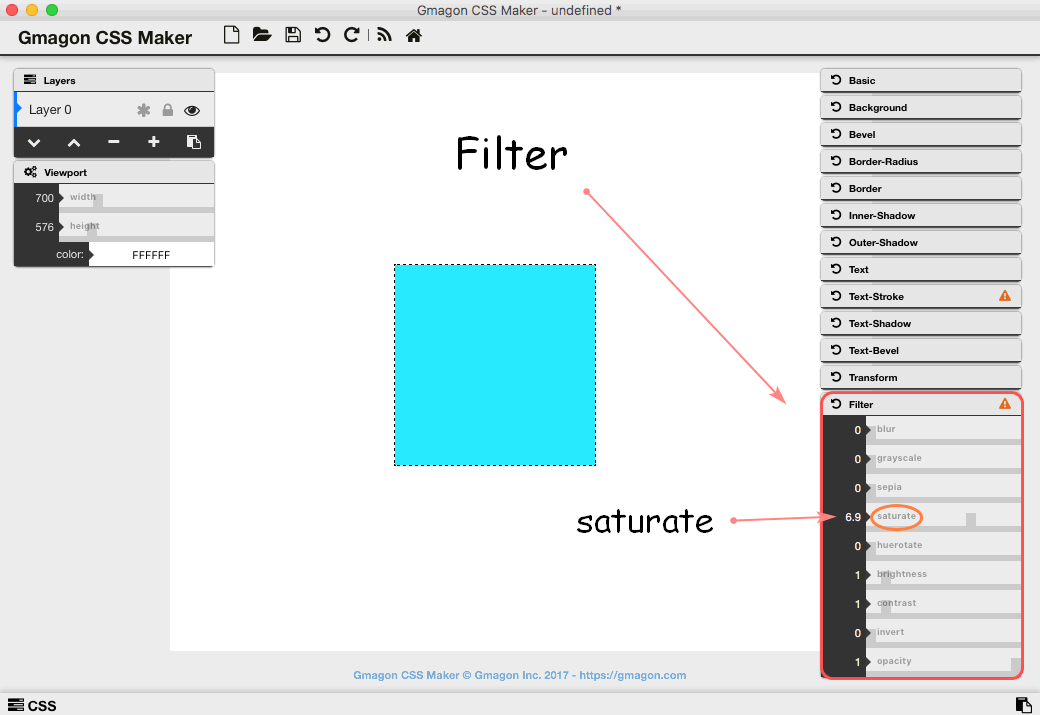 Gmagon CSS Maker - undefined *
Gmagon CSS Maker
Layers
Layer 0
Viewport
700 width
576 height
color: FFFFFF
Filter
saturate
Basic
Background
Bevel
Border-Radius
Border
Inner-Shadow
Outer-Shadow
Text
Text-Stroke
Text-Shadow
Text-Bevel
Transform
Filter
0 blur
0 grayscale
0 sepia
6.9 saturate
0 huerotate
1 brightness
1 contrast
0 invert
1 opacity
Gmagon CSS Maker © Gmagon Inc. 2017 - https://gmagon.com
CSS